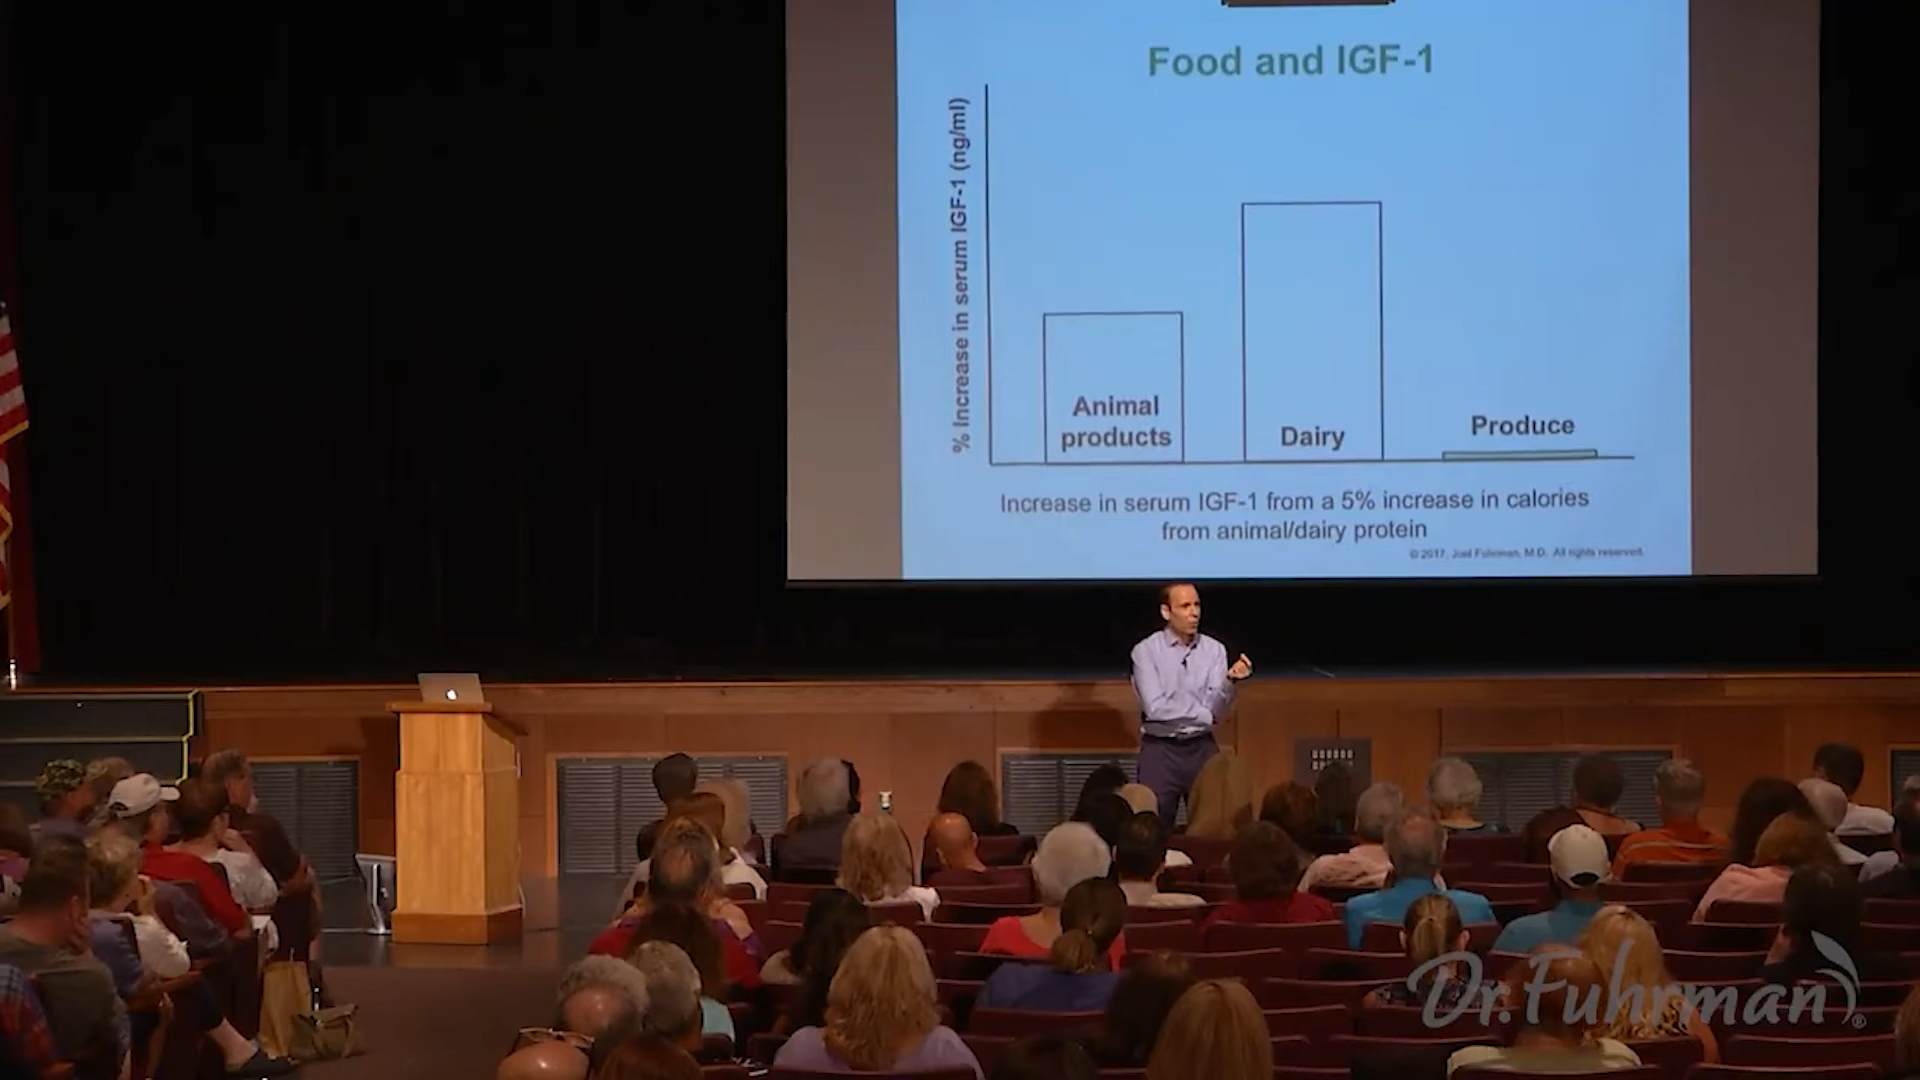 Food and IGF-1
% Increase in serum IGF-1 (ng/ml)
Animal
products
Dairy
Produce
Increase in serum IGF-1 from a 5% increase in calories
from animal/dairy protein
© 2017, Joel Fuhrman, M.D. All rights reserved.
Dr. Fuhrman®